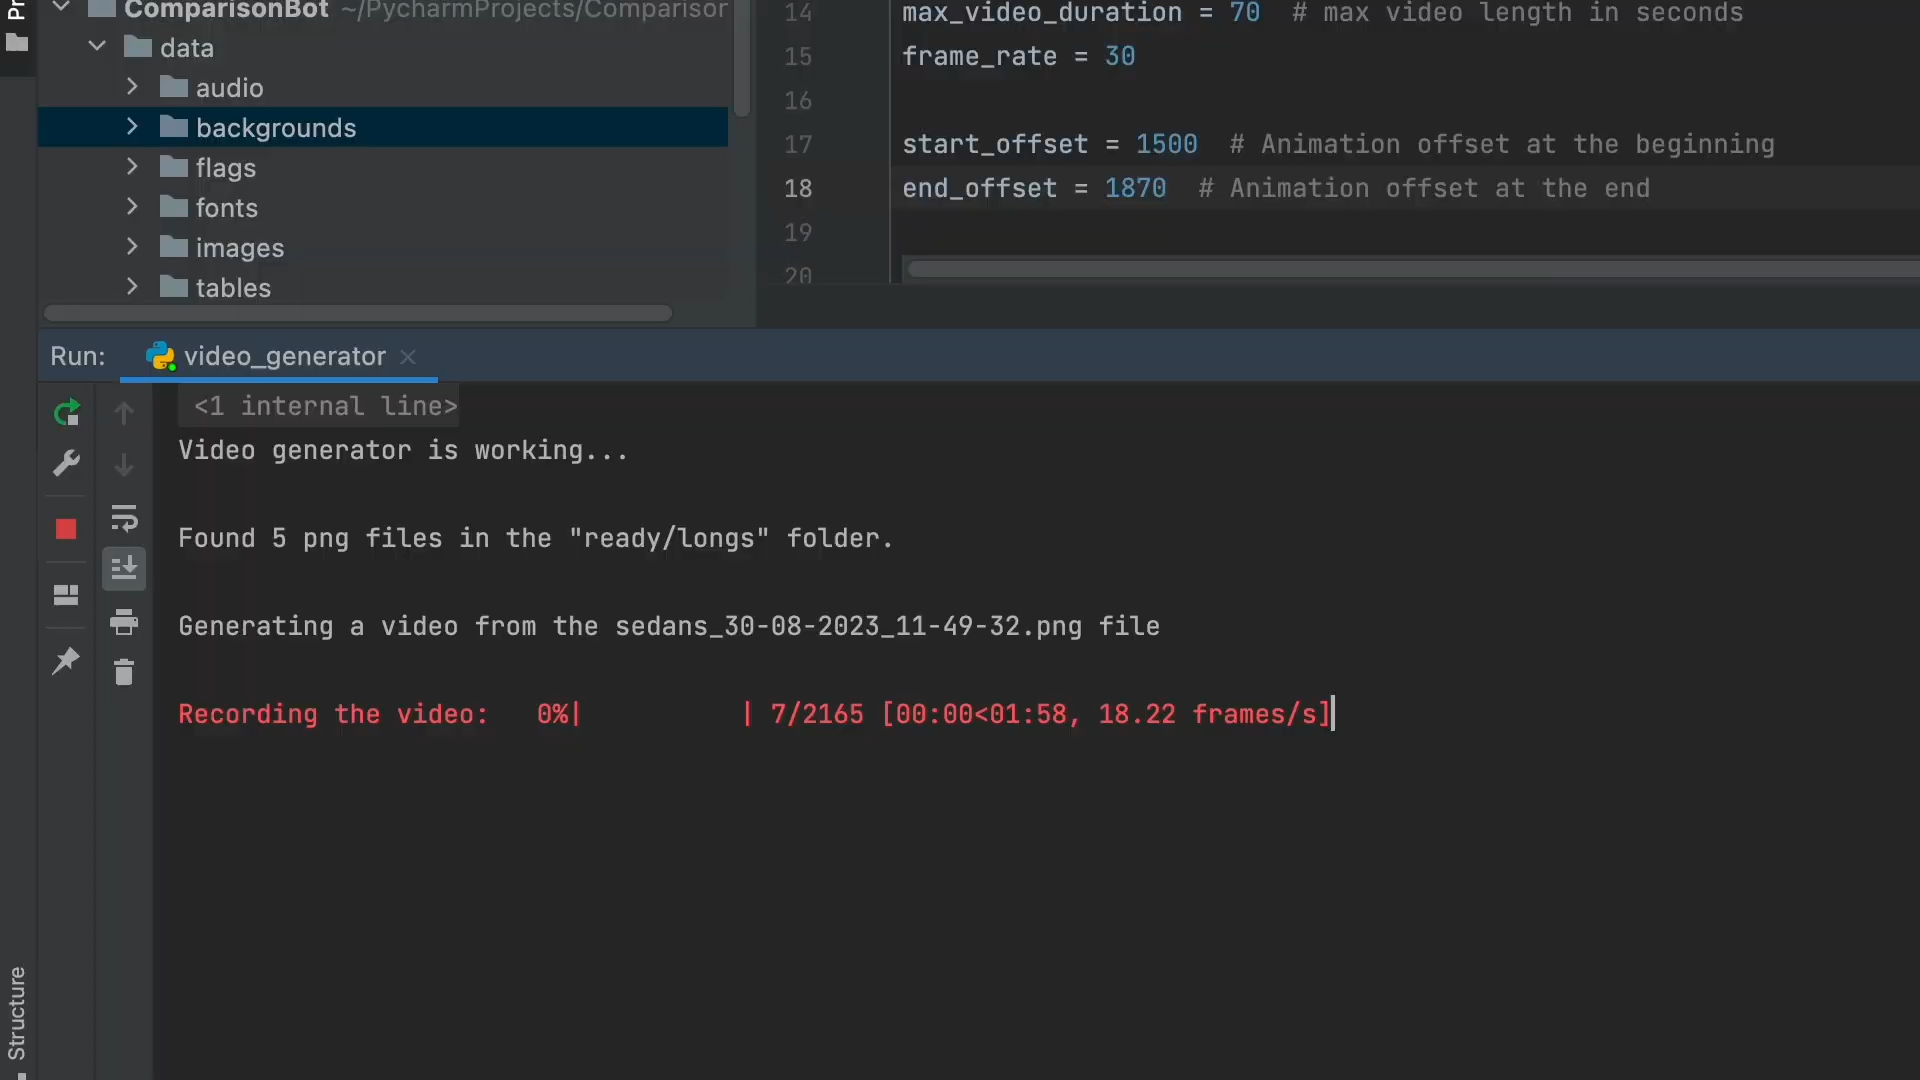 Pr
ComparisonBot ~/PycharmProjects/Comparisor
data
audio
backgrounds
flags
fonts
images
tables
14 max_video_duration = 70  # max video length in seconds
15 frame_rate = 30
16
17 start_offset = 1500  # Animation offset at the beginning
18 end_offset = 1870  # Animation offset at the end
19
20
Run: video_generator
<1 internal line>
Video generator is working...
Found 5 png files in the "ready/longs" folder.
Generating a video from the sedans_30-08-2023_11-49-32.png file
Recording the video:   0%|          | 7/2165 [00:00<01:58, 18.22 frames/s]
Structure